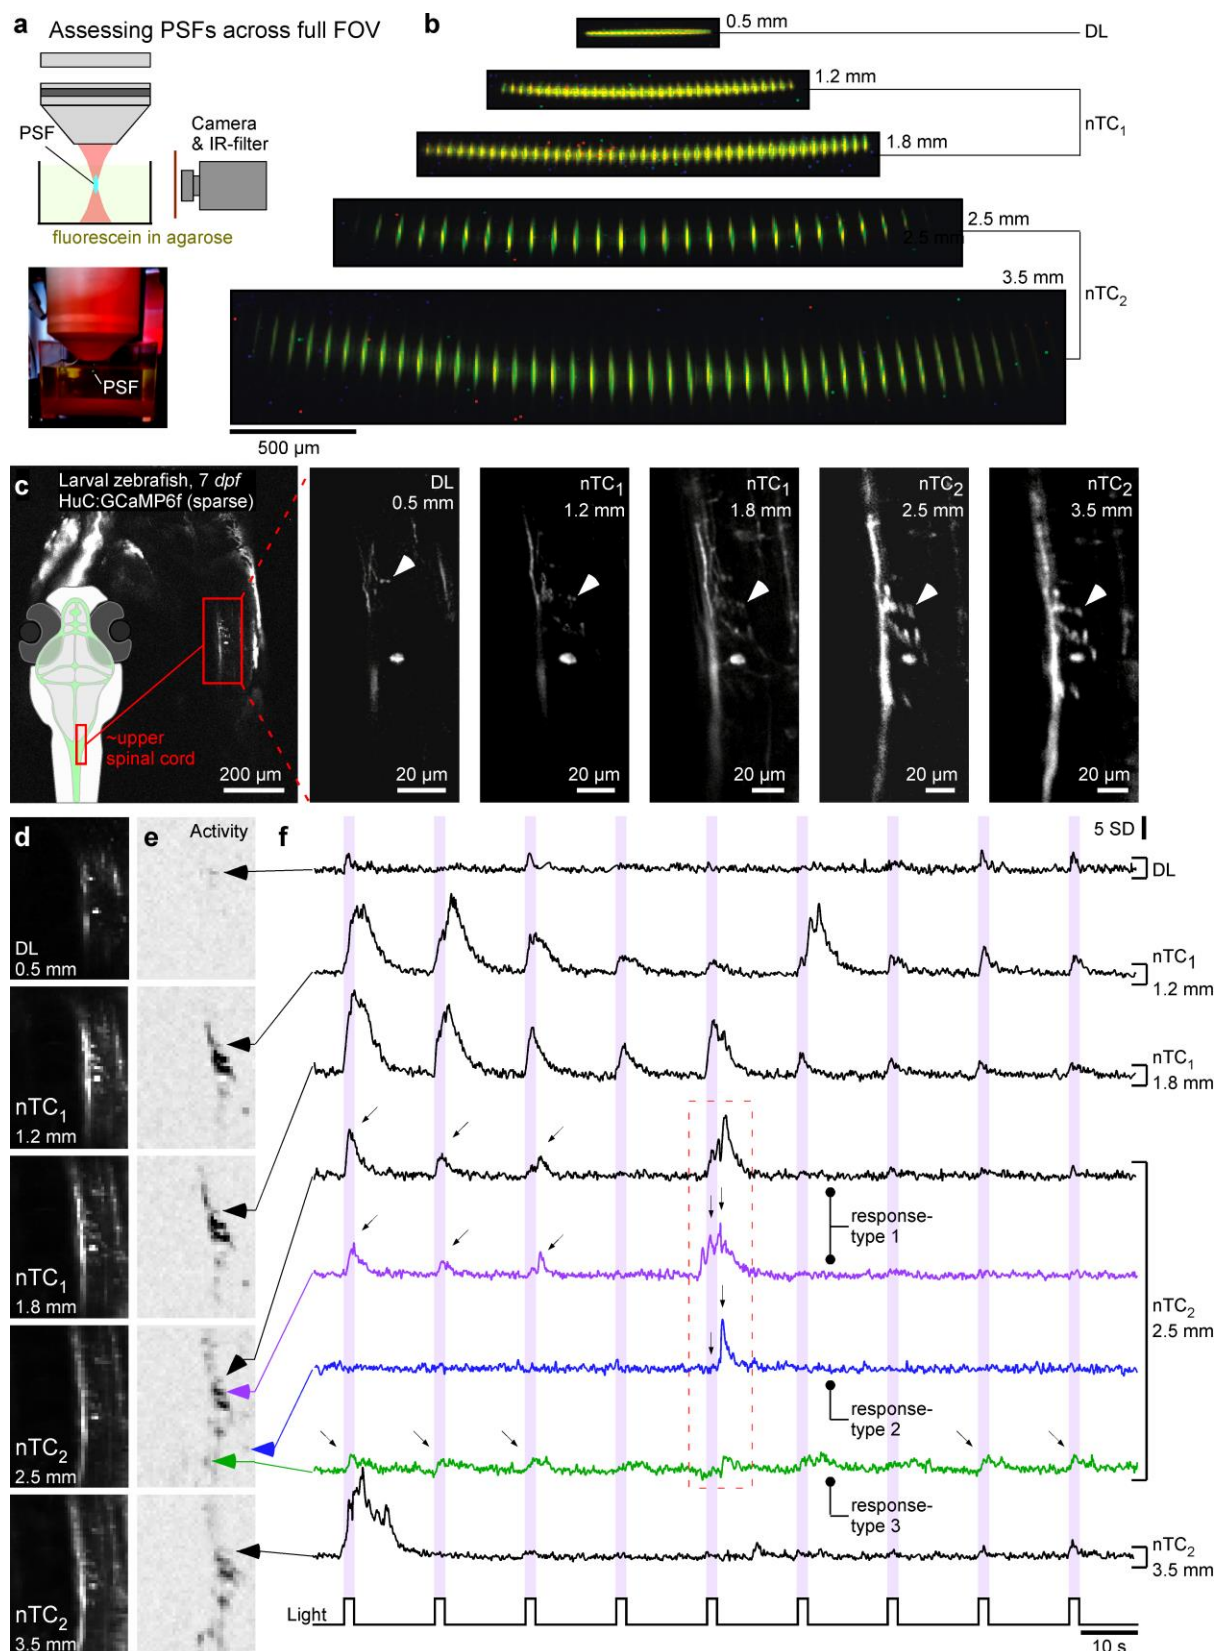 a Assessing PSFs across full FOV
PSF
Camera
& IR-filter
fluorescein in agarose
PSF
b
0.5 mm
DL
1.2 mm
nTC1
1.8 mm
2.5 mm
2.5 mm
nTC2
3.5 mm
500 µm
c Larval zebrafish, 7 dpf
HuC:GCaMP6f (sparse)
~upper
spinal cord
200 µm
DL
0.5 mm
20 µm
nTC1
1.2 mm
20 µm
nTC1
1.8 mm
20 µm
nTC2
2.5 mm
20 µm
nTC2
3.5 mm
20 µm
d
DL
0.5 mm
nTC1
1.2 mm
nTC1
1.8 mm
nTC2
2.5 mm
nTC2
3.5 mm
e Activity
f
5 SD
DL
nTC1
1.2 mm
nTC1
1.8 mm
response-
type 1
nTC2
2.5 mm
response-
type 2
response-
type 3
nTC2
3.5 mm
Light
10 s